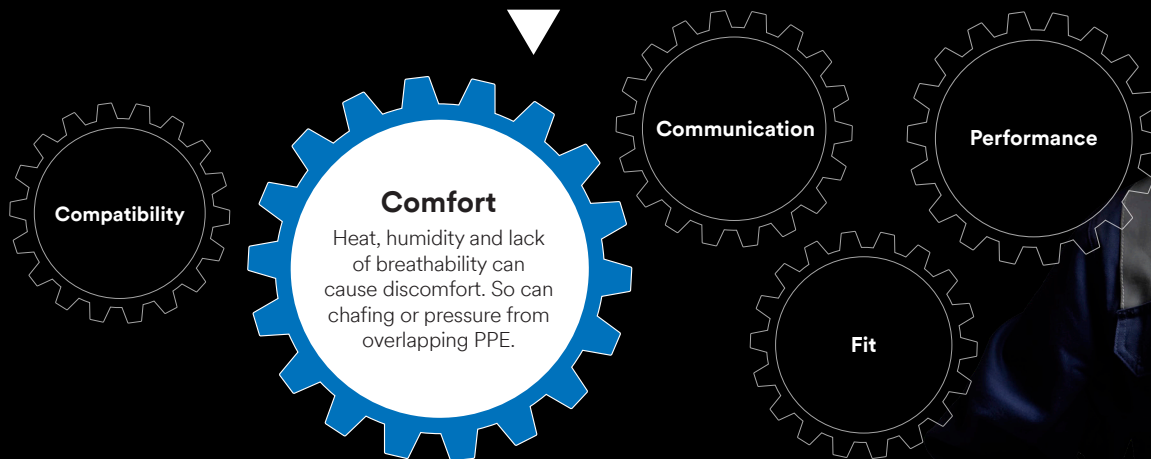 Compatibility
Comfort
Heat, humidity and lack
of breathability can
cause discomfort. So can
chafing or pressure from
overlapping PPE.
Communication
Performance
Fit